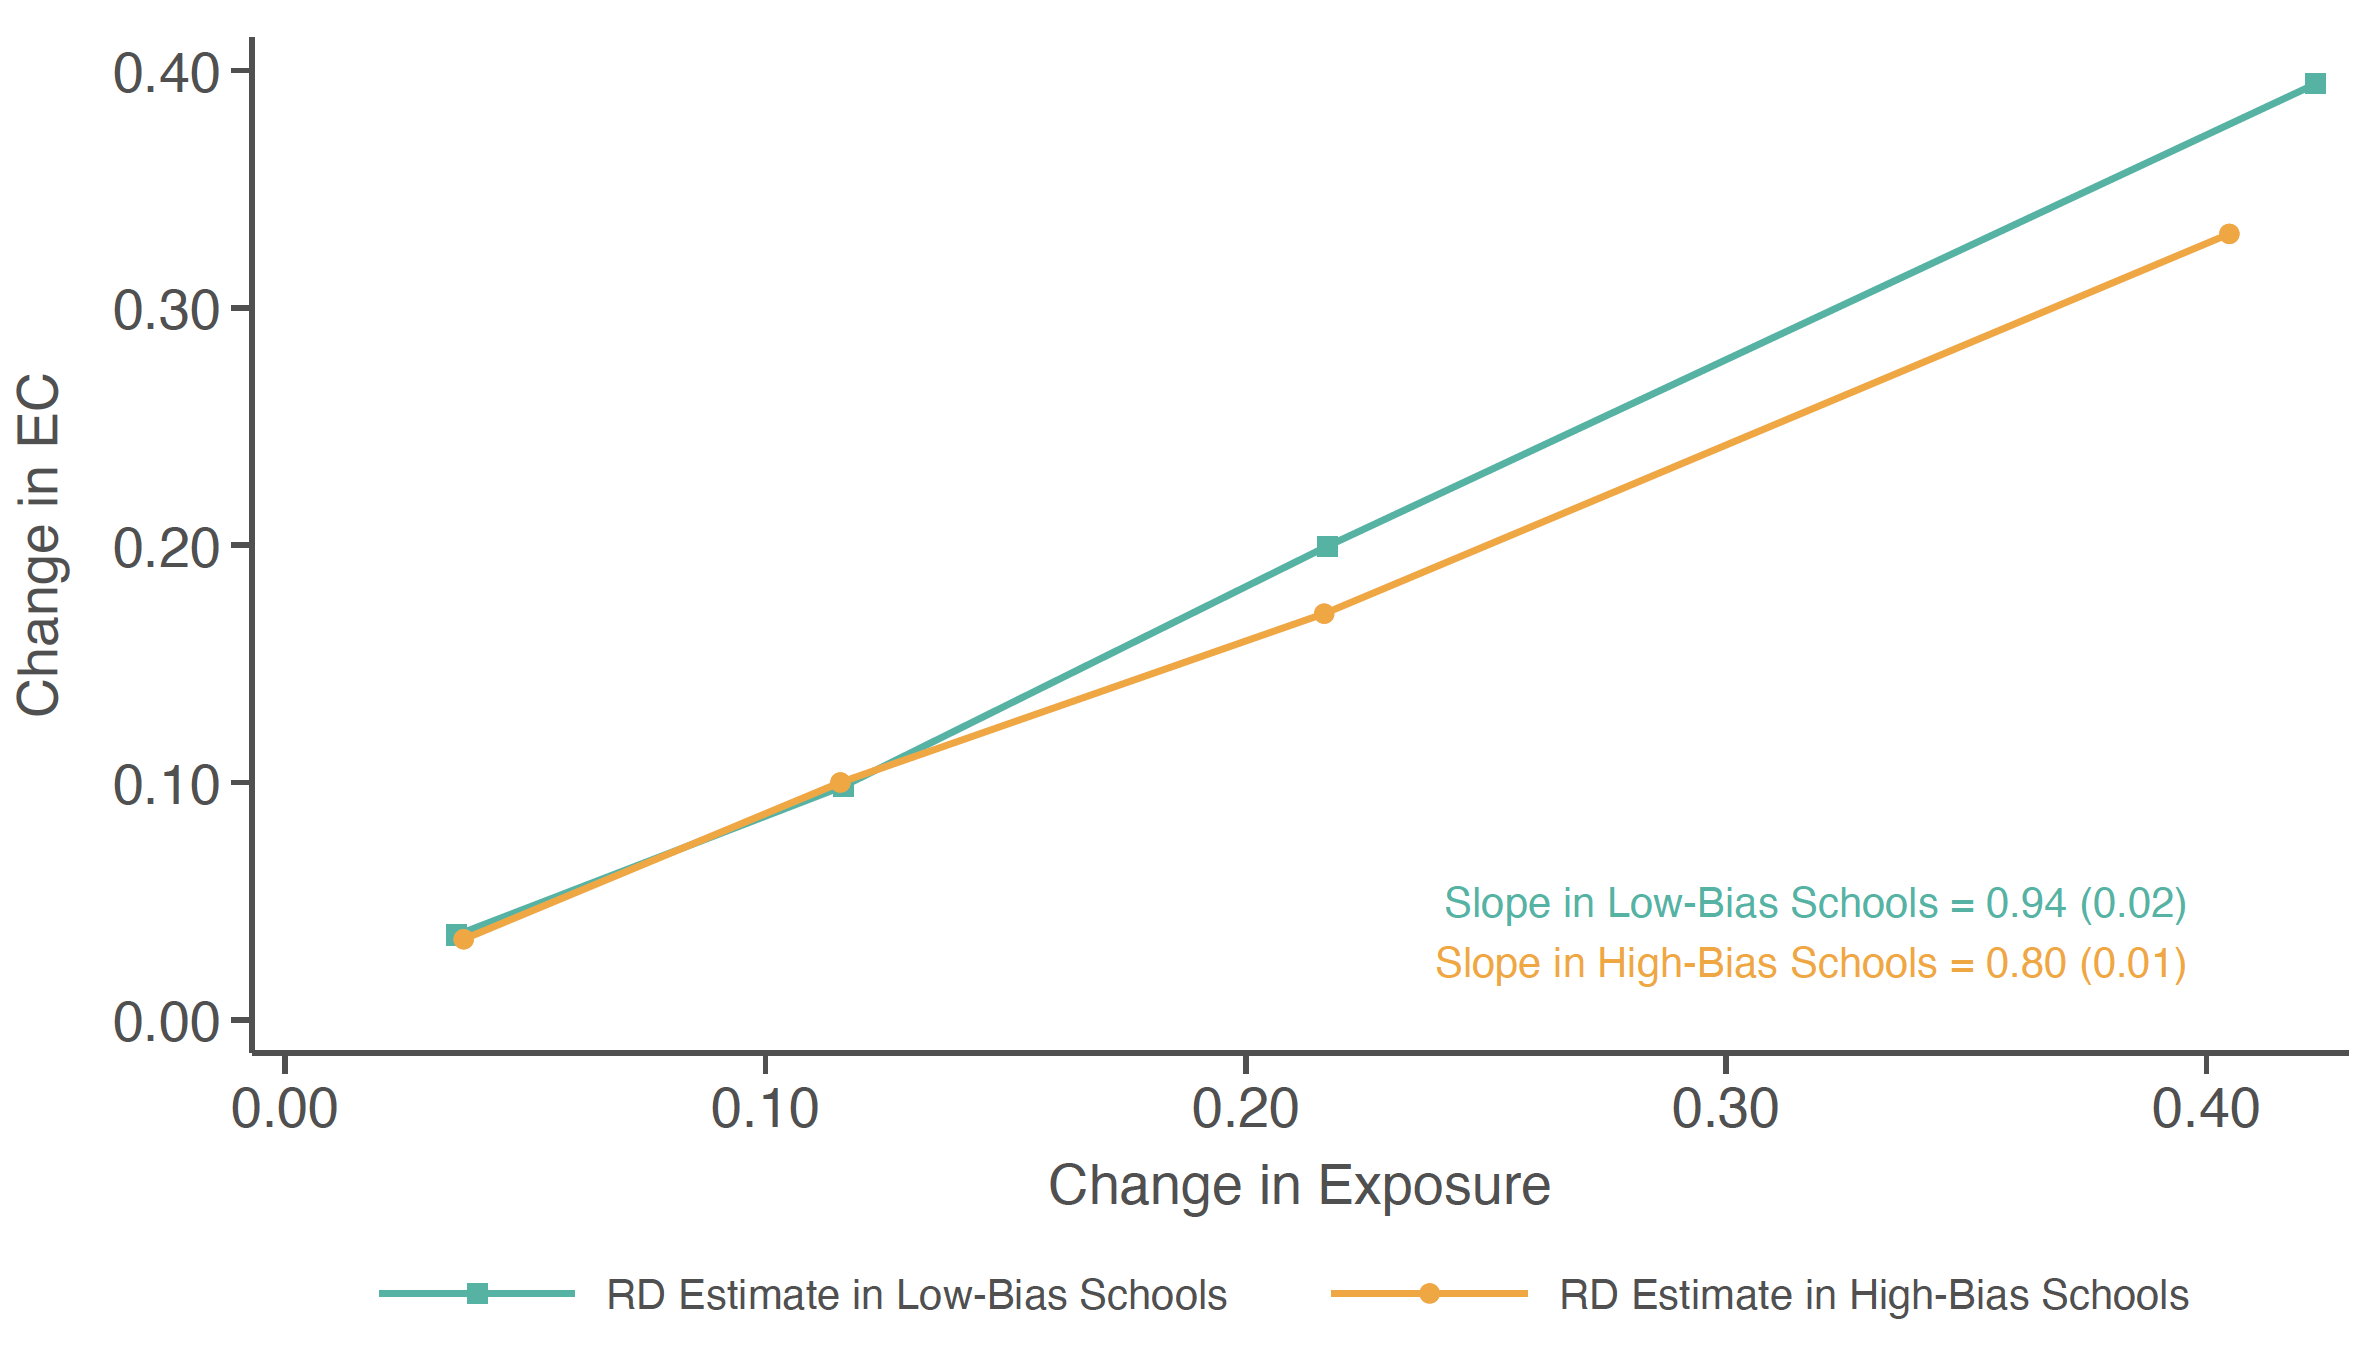 0.40
0.30
0.20
0.10
0.00
Change in EC
Slope in Low-Bias Schools = 0.94 (0.02)
Slope in High-Bias Schools = 0.80 (0.01)
0.00 0.10 0.20 0.30 0.40
Change in Exposure
RD Estimate in Low-Bias Schools RD Estimate in High-Bias Schools